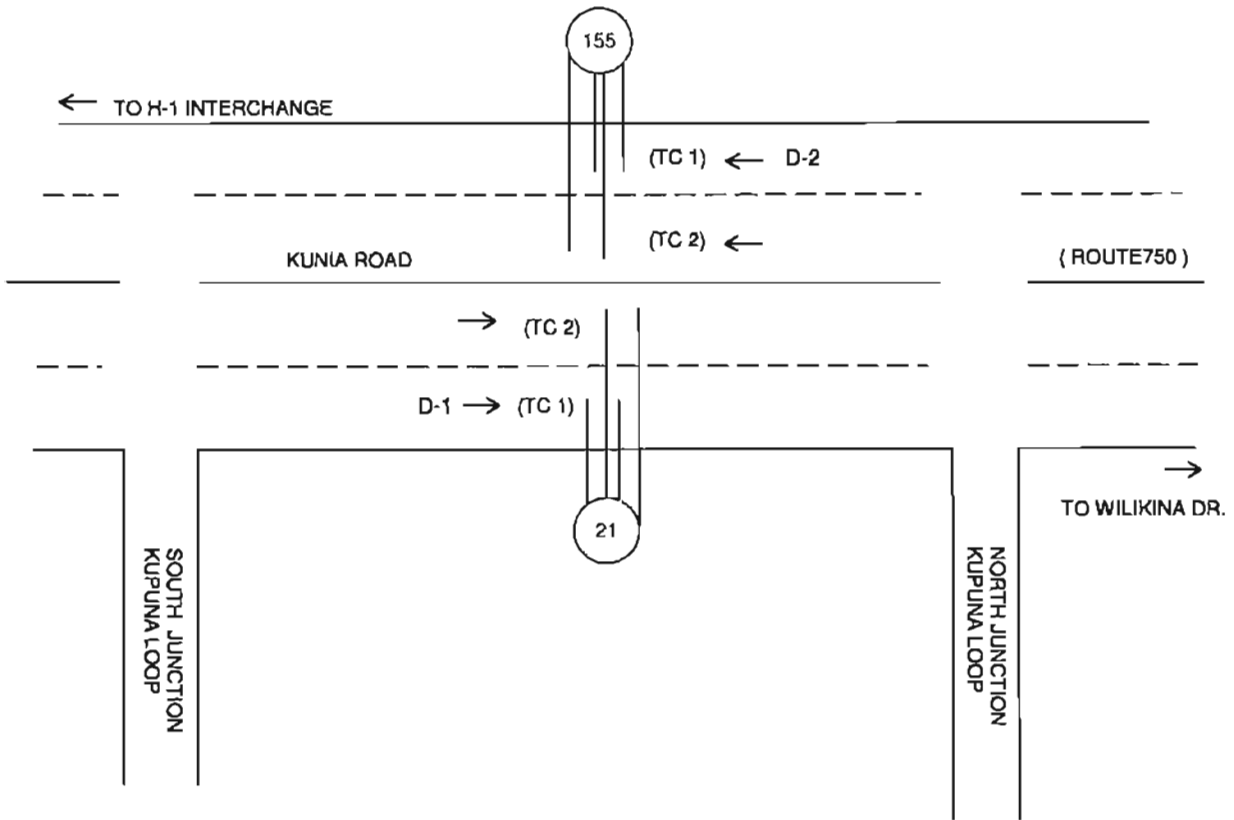 155
← TO H-1 INTERCHANGE
(TC 1) ← D-2
(TC 2) ←
KUNIA ROAD
( ROUTE750 )
→ (TC 2)
D-1 → (TC 1)
→
TO WILIKINA DR.
21
SOUTH JUNCTION
KUPUNA LOOP
NORTH JUNCTION
KUPUNA LOOP